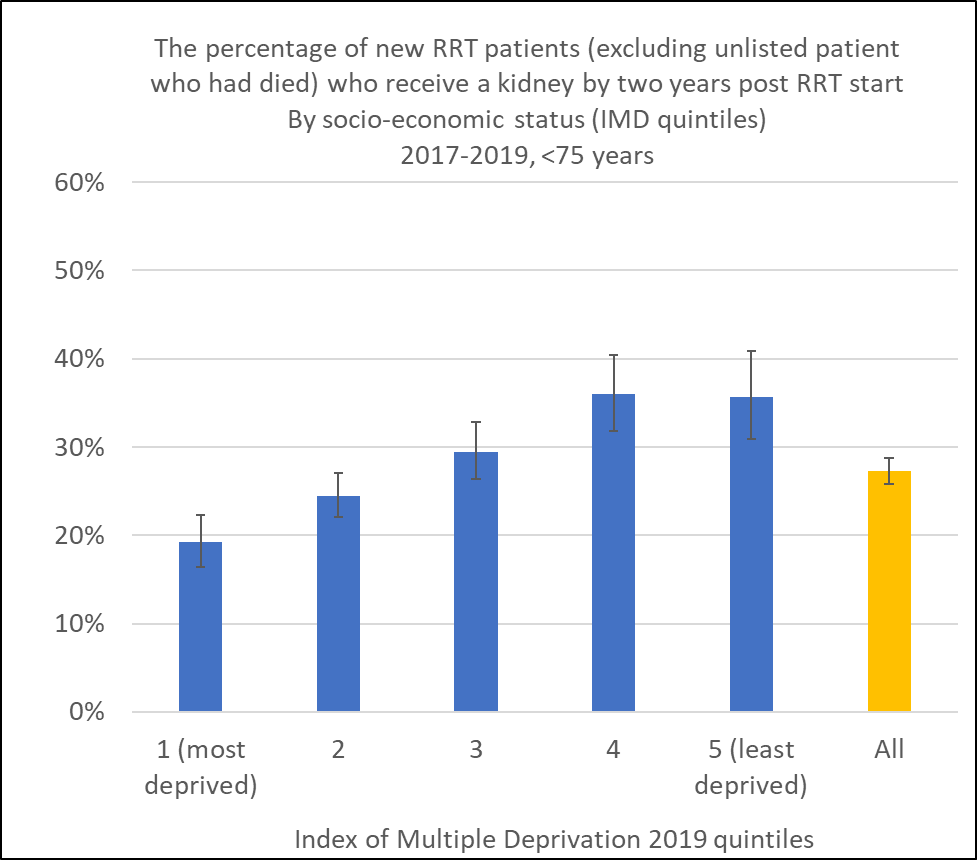 The percentage of new RRT patients (excluding unlisted patient
who had died) who receive a kidney by two years post RRT start
By socio-economic status (IMD quintiles)
2017-2019, <75 years
60%
50%
40%
30%
20%
10%
0%
1 (most
deprived)
2
3
4
5 (least
deprived)
All
Index of Multiple Deprivation 2019 quintiles